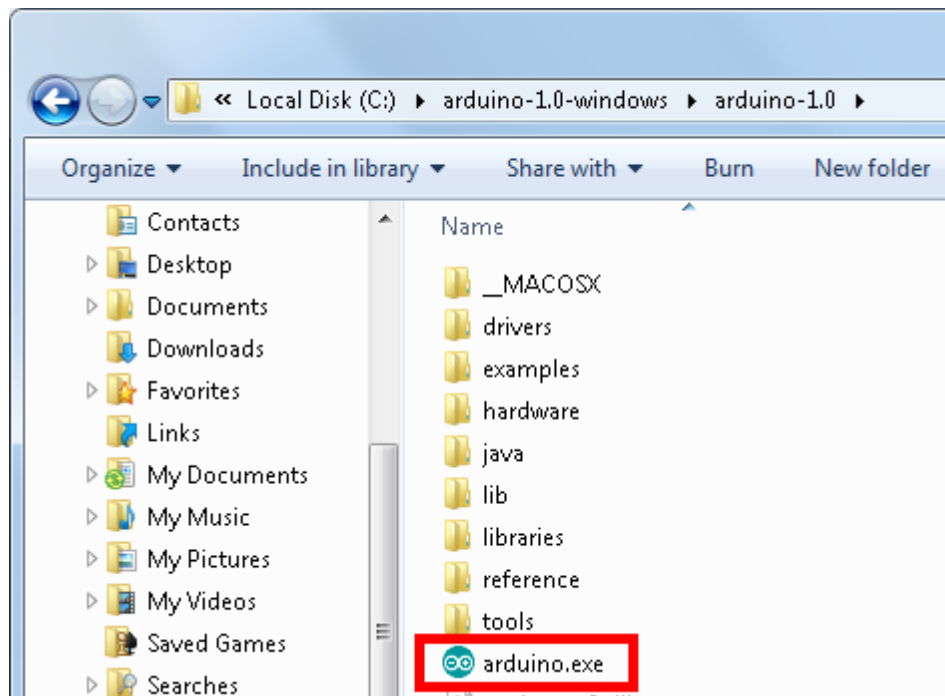 « Local Disk (C:) ▸ arduino-1.0-windows ▸ arduino-1.0 ▸
Organize Include in library Share with Burn New folder
Contacts
Desktop
Documents
Downloads
Favorites
Links
My Documents
My Music
My Pictures
My Videos
Saved Games
Searches
Name
__MACOSX
drivers
examples
hardware
java
lib
libraries
reference
tools
arduino.exe